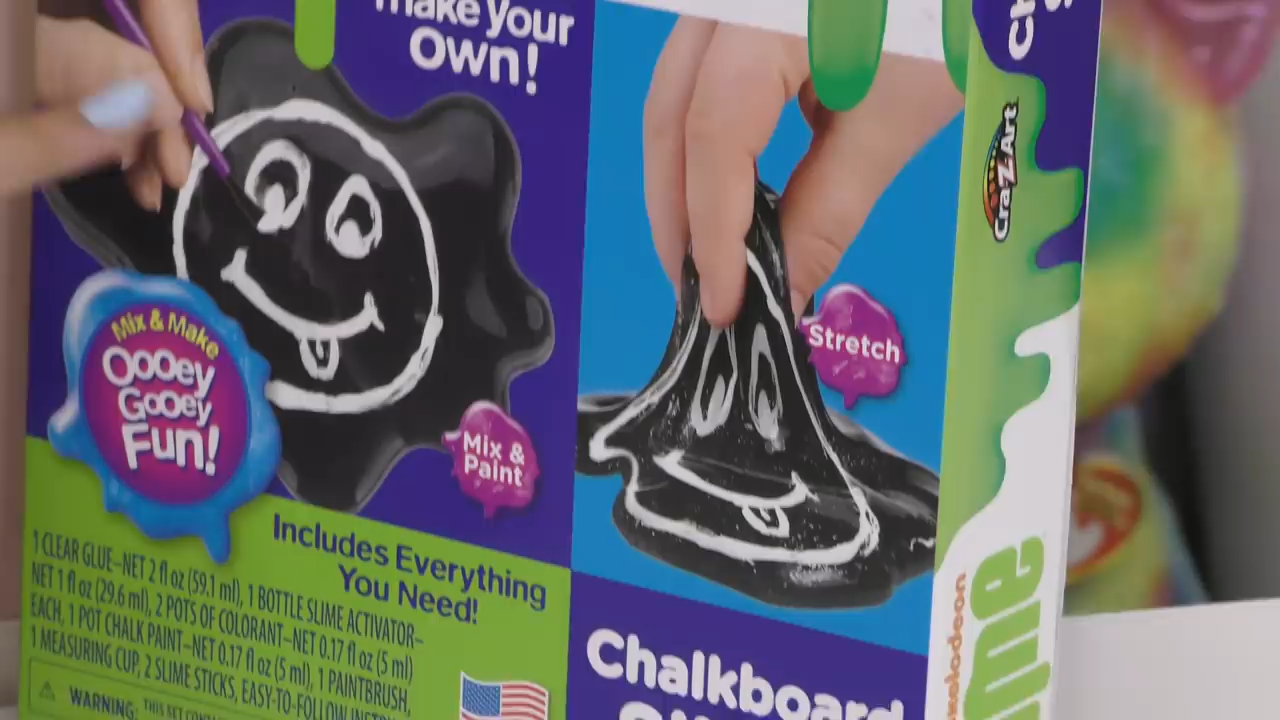 make your
Own!
Mix & Make
OOOey
GOOey
Fun!
Mix &
Paint
Stretch
Includes Everything
You Need!
1 CLEAR GLUE–NET 2 fl oz (59.1 ml), 1 BOTTLE SLIME ACTIVATOR–
NET 1 fl oz (29.6 ml), 2 POTS OF COLORANT–NET 0.17 fl oz (5 ml)
EACH, 1 POT CHALK PAINT–NET 0.17 fl oz (5 ml), 1 PAINTBRUSH,
1 MEASURING CUP, 2 SLIME STICKS, EASY-TO-FOLLOW
WARNING: THIS SET
Chalkboard
CraZArt